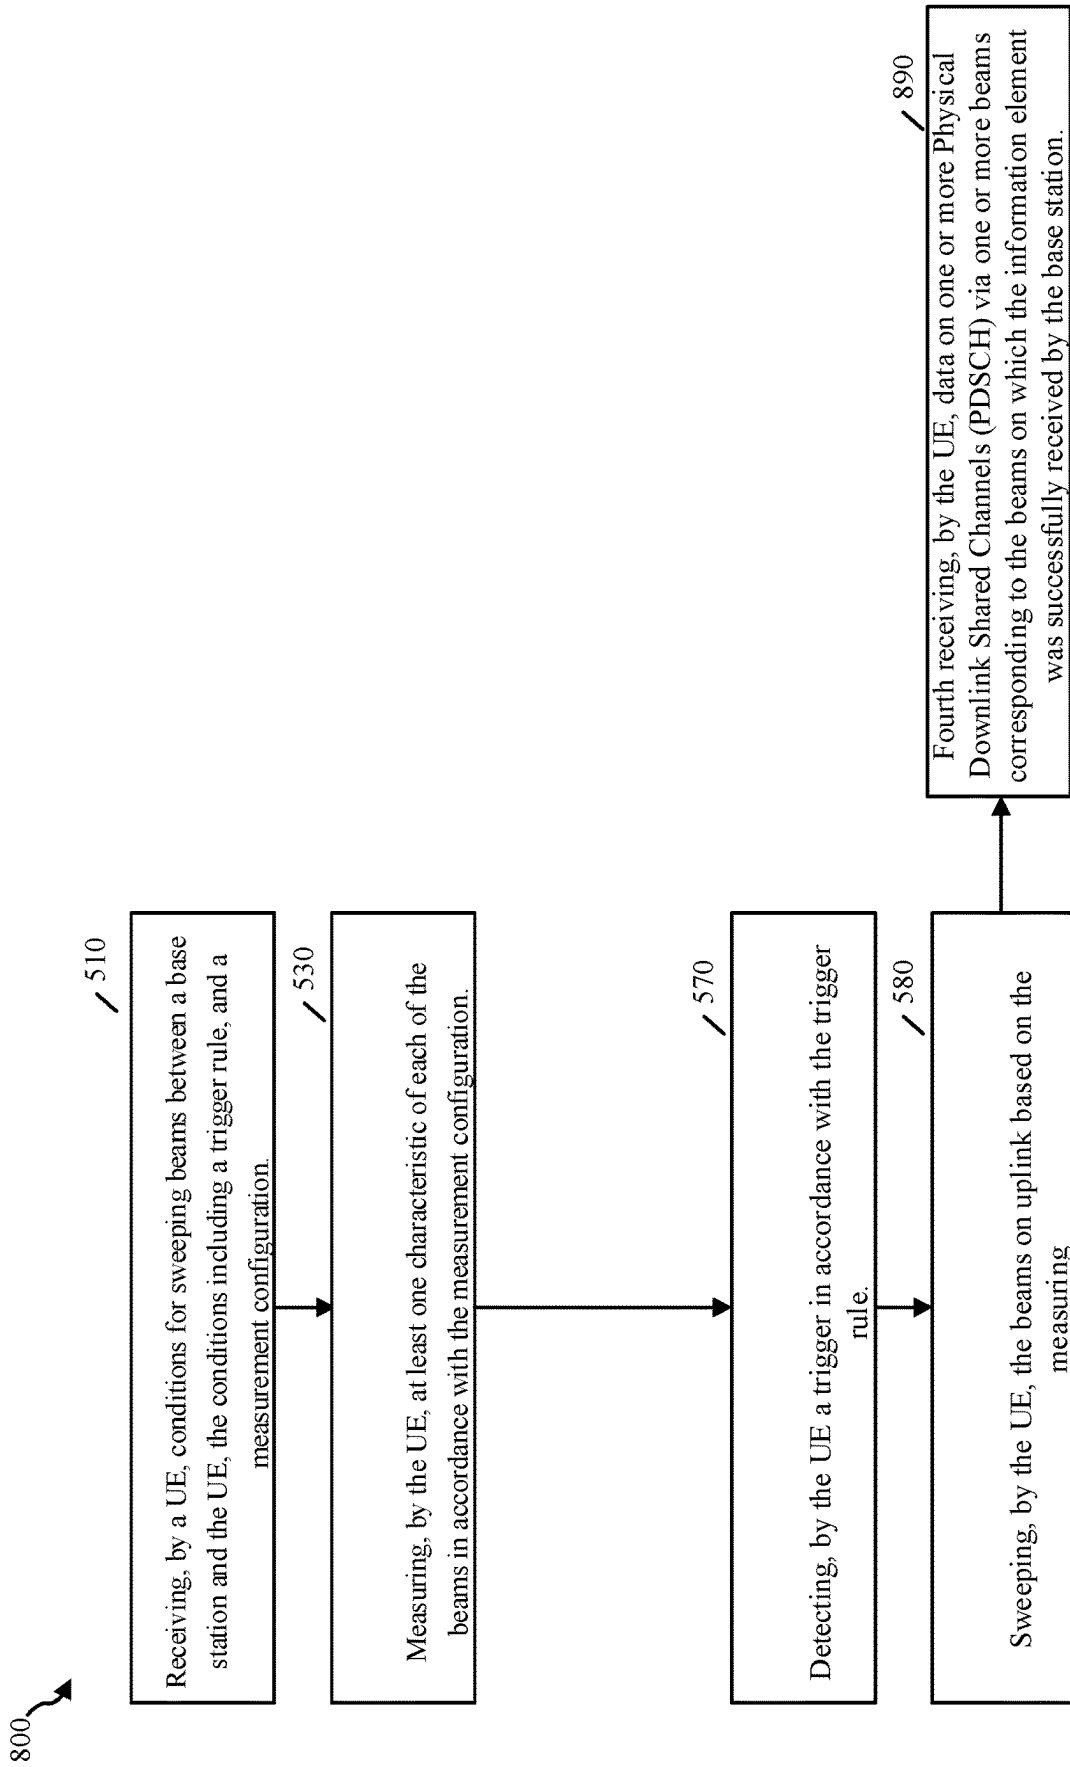 800
510
Receiving, by a UE, conditions for sweeping beams between a base
station and the UE, the conditions including a trigger rule, and a
measurement configuration.
530
Measuring, by the UE, at least one characteristic of each of the
beams in accordance with the measurement configuration.
570
Detecting, by the UE a trigger in accordance with the trigger
rule.
580
Sweeping, by the UE, the beams on uplink based on the
measuring
890
Fourth receiving, by the UE, data on one or more Physical
Downlink Shared Channels (PDSCH) via one or more beams
corresponding to the beams on which the information element
was successfully received by the base station.